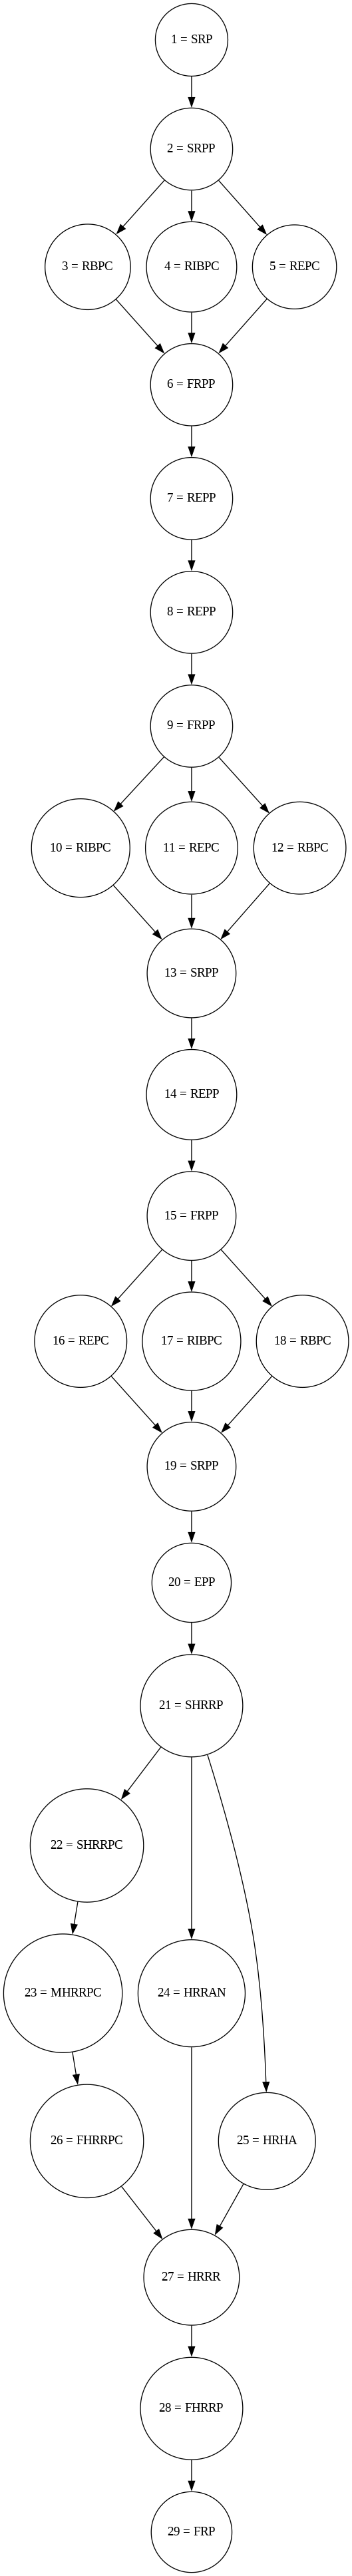 1 = SRP
2 = SRPP
3 = RBPC
4 = RIBPC
5 = REPC
6 = FRPP
7 = REPP
8 = REPP
9 = FRPP
10 = RIBPC
11 = REPC
12 = RBPC
13 = SRPP
14 = REPP
15 = FRPP
16 = REPC
17 = RIBPC
18 = RBPC
19 = SRPP
20 = EPP
21 = SHRRP
22 = SHRRPC
23 = MHRRPC
24 = HRRAN
26 = FHRRPC
25 = HRHA
27 = HRRR
28 = FHRRP
29 = FRP